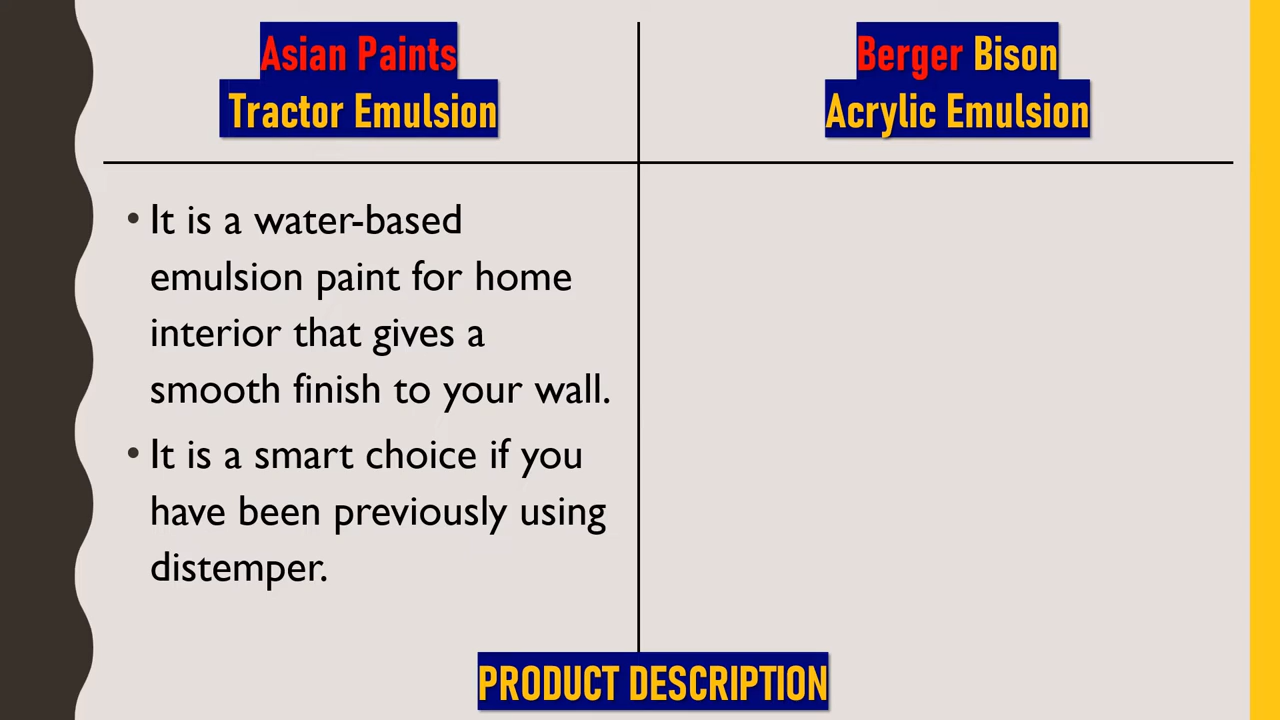 Asian Paints
Tractor Emulsion
Berger Bison
Acrylic Emulsion
• It is a water-based
emulsion paint for home
interior that gives a
smooth finish to your wall.
• It is a smart choice if you
have been previously using
distemper.
PRODUCT DESCRIPTION